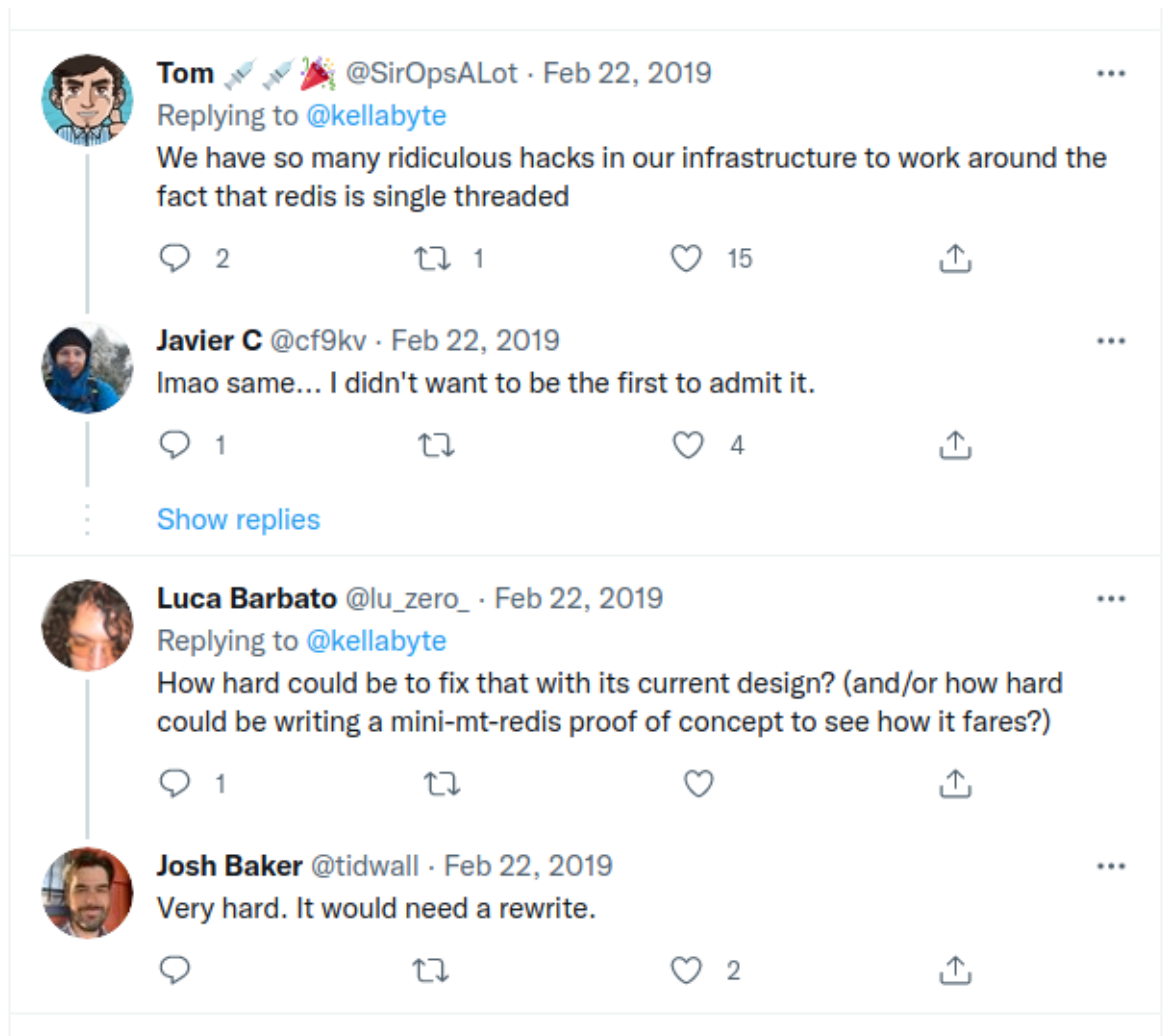 Tom 💉 💉 🎉 @SirOpsALot · Feb 22, 2019
Replying to @kellabyte
We have so many ridiculous hacks in our infrastructure to work around the
fact that redis is single threaded
2 1 15
Javier C @cf9kv · Feb 22, 2019
lmao same... I didn't want to be the first to admit it.
1 4
Show replies
Luca Barbato @lu_zero_ · Feb 22, 2019
Replying to @kellabyte
How hard could be to fix that with its current design? (and/or how hard
could be writing a mini-mt-redis proof of concept to see how it fares?)
1
Josh Baker @tidwall · Feb 22, 2019
Very hard. It would need a rewrite.
2